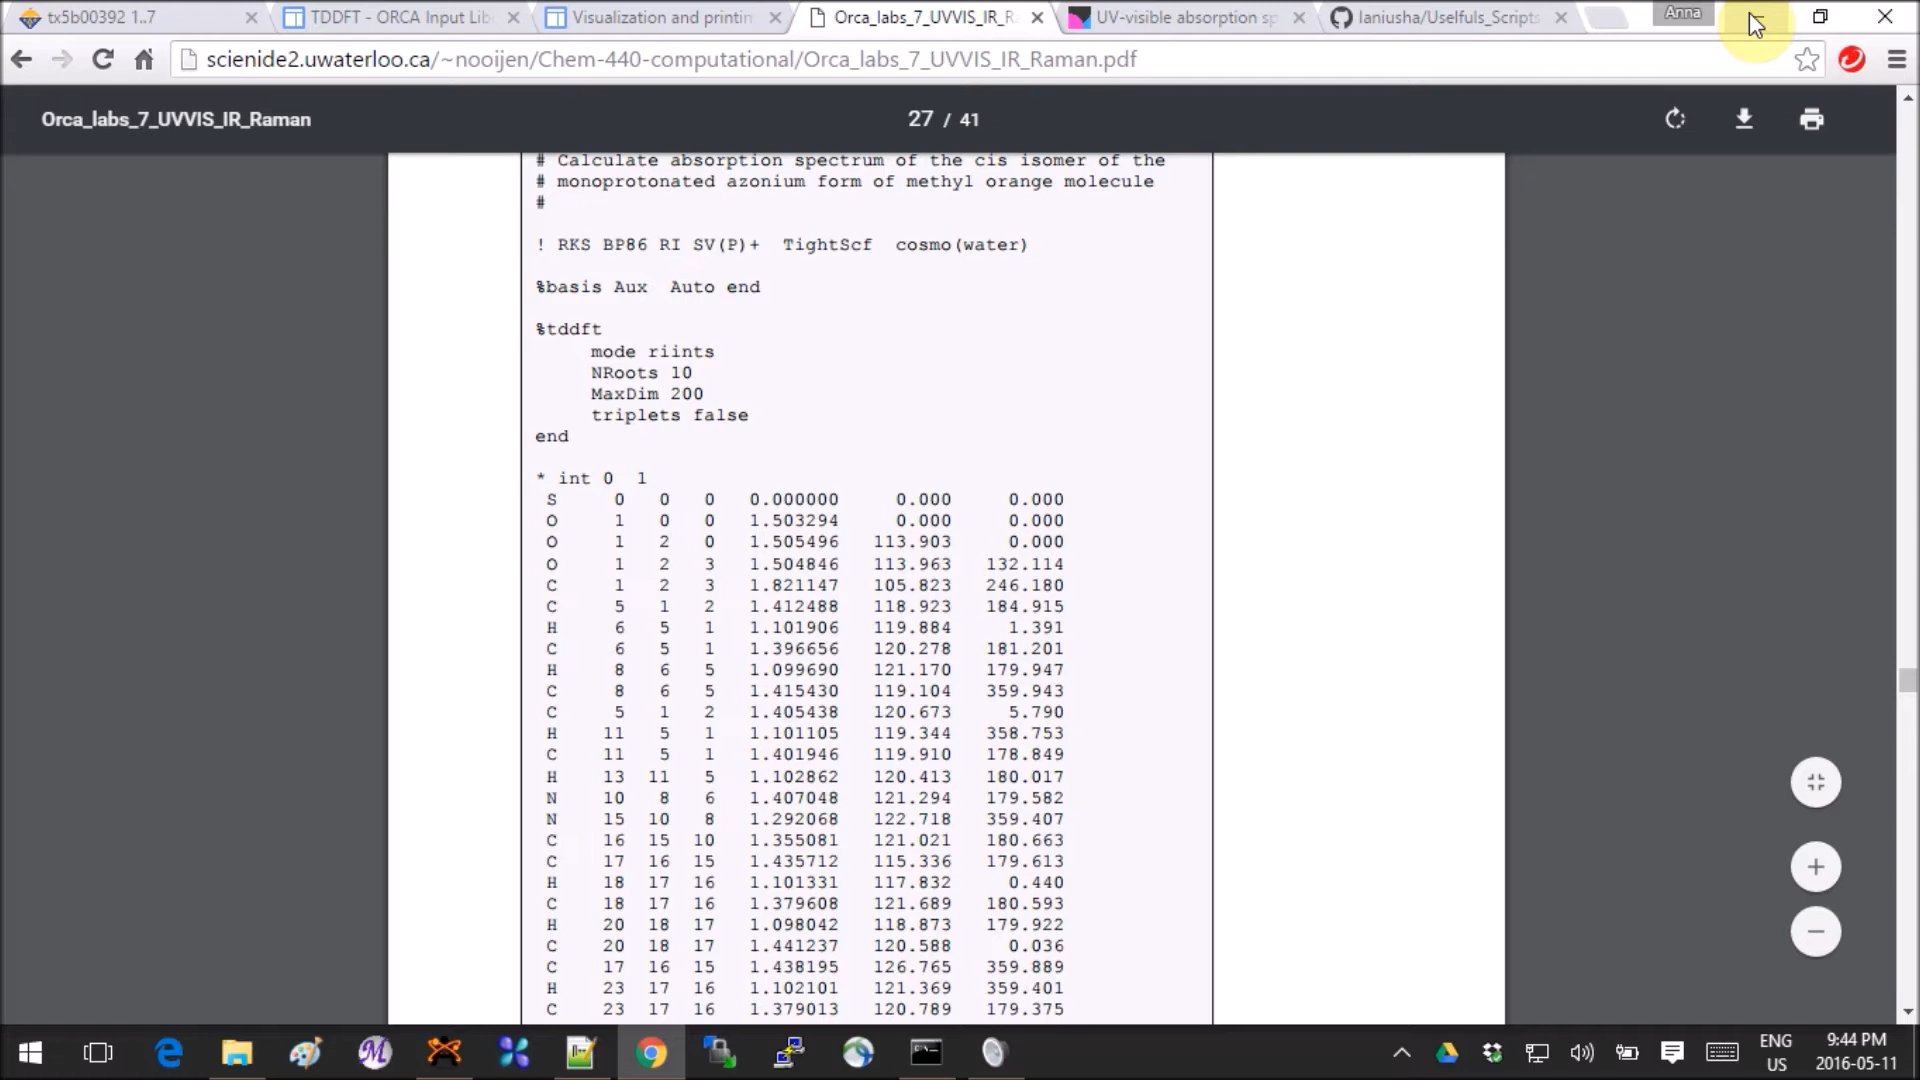 tx5b00392 1..7
TDDFT - ORCA Input Lib
Visualization and printin
Orca_labs_7_UVVIS_IR_R
UV-visible absorption sp
laniusha/Usefuls_Scripts
Anna
scienide2.uwaterloo.ca/~nooijen/Chem-440-computational/Orca_labs_7_UVVIS_IR_Raman.pdf
Orca_labs_7_UVVIS_IR_Raman
27 / 41
# Calculate absorption spectrum of the cis isomer of the
# monoprotonated azonium form of methyl orange molecule
#
! RKS BP86 RI SV(P)+ TightScf cosmo(water)
%basis Aux Auto end
%tddft
mode riints
NRoots 10
MaxDim 200
triplets false
end
* int 0 1
S 0 0 0 0.000000 0.000 0.000
O 1 0 0 1.503294 0.000 0.000
O 1 2 0 1.505496 113.903 0.000
O 1 2 3 1.504846 113.963 132.114
C 1 2 3 1.821147 105.823 246.180
C 5 1 2 1.412488 118.923 184.915
H 6 5 1 1.101906 119.884 1.391
C 6 5 1 1.396656 120.278 181.201
H 8 6 5 1.099690 121.170 179.947
C 8 6 5 1.415430 119.104 359.943
C 5 1 2 1.405438 120.673 5.790
H 11 5 1 1.101105 119.344 358.753
C 11 5 1 1.401946 119.910 178.849
H 13 11 5 1.102862 120.413 180.017
N 10 8 6 1.407048 121.294 179.582
N 15 10 8 1.292068 122.718 359.407
C 16 15 10 1.355081 121.021 180.663
C 17 16 15 1.435712 115.336 179.613
H 18 17 16 1.101331 117.832 0.440
C 18 17 16 1.379608 121.689 180.593
H 20 18 17 1.098042 118.873 179.922
C 20 18 17 1.441237 120.588 0.036
C 17 16 15 1.438195 126.765 359.889
H 23 17 16 1.102101 121.369 359.401
C 23 17 16 1.379013 120.789 179.375
ENG
US
9:44 PM
2016-05-11